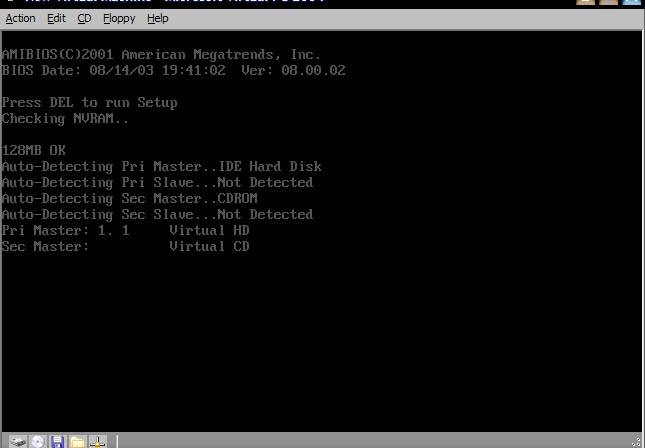 Action Edit CD Floppy Help
AMIBIOS(C)2001 American Megatrends, Inc.
BIOS Date: 08/14/03 19:41:02 Ver: 08.00.02
Press DEL to run Setup
Checking NVRAM..
128MB OK
Auto-Detecting Pri Master..IDE Hard Disk
Auto-Detecting Pri Slave...Not Detected
Auto-Detecting Sec Master..CDROM
Auto-Detecting Sec Slave...Not Detected
Pri Master: 1. 1 Virtual HD
Sec Master: Virtual CD